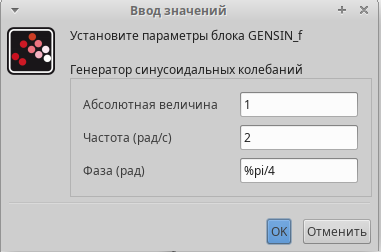 Ввод значений
Установите параметры блока GENSIN_f
Генератор синусоидальных колебаний
Абсолютная величина 1
Частота (рад/с) 2
Фаза (рад) %pi/4
OK Отменить